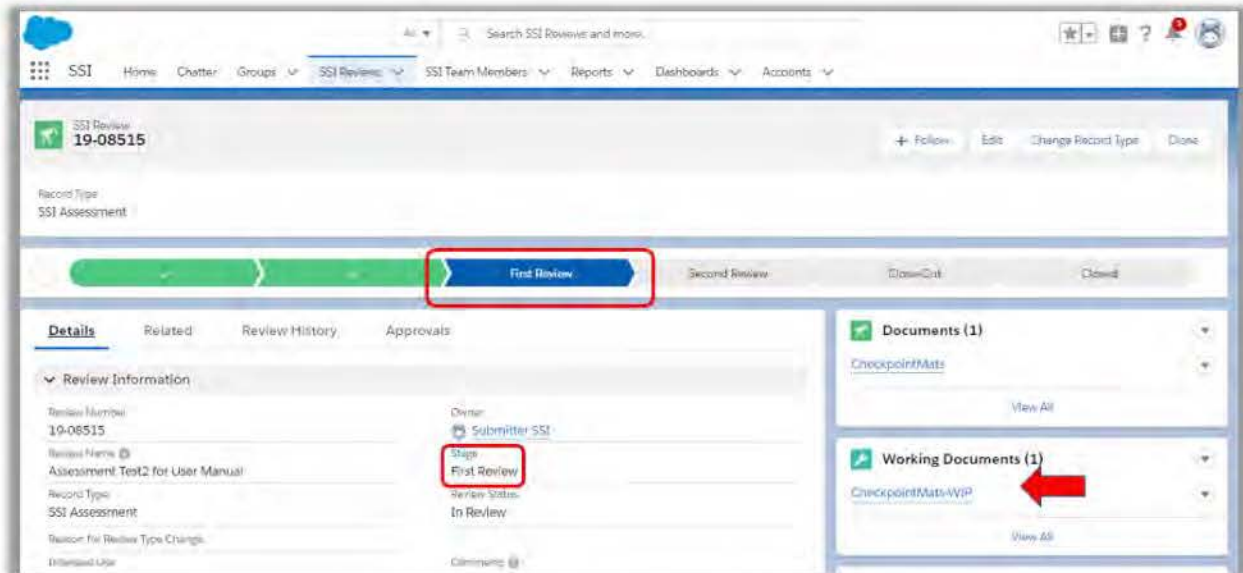 All Search SSI Reviews and more.
SSI Home Chatter Groups SSI Reviews SSI Team Members Reports Dashboards Accounts
SSI Review
19-08515
+ Follow Edit Change Record Type Clone
Record Type
SSI Assessment
First Review Second Review Close-Out Closed
Details Related Review History Approvals
Review Information
Review Number
19-08515
Owner
Submitter SSI
Review Name
Assessment Test2 for User Manual
Stage
First Review
Record Type
SSI Assessment
Review Status
In Review
Reason for Review Type Change
Intended Use
Comments
Documents (1)
CheckpointMats
View All
Working Documents (1)
CheckpointMats-WIP
View All